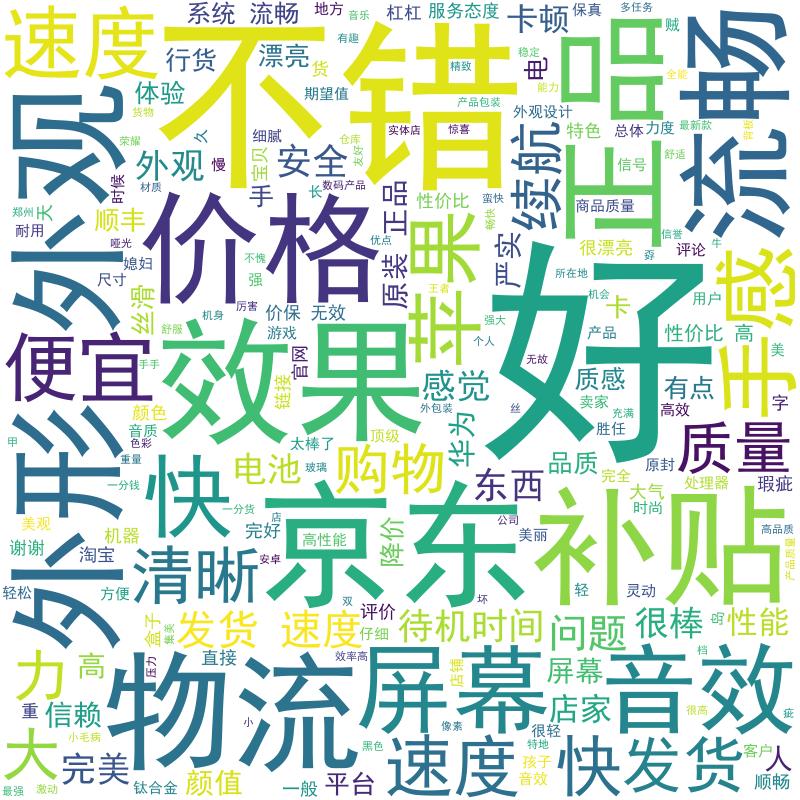 系统 流畅
地方
音乐
杠杠
服务态度
卡顿
保真
多任务
贼
速度
行货
漂亮
有趣
货
不错
精致
稳定
电
正品
全能
能力
流畅
体验
期望值
产品包装
外观设计
特色
总体
力度
最新款
背板
外观
货物
荣耀
久
细腻
仓库
实体店
惊喜
友好
续航
信号
舒适
外观
慢
宝贝
安全
时候
材质
手
长
数码产品
正品
性价比
蛮快
商品质量
郑州
天
顺丰
耐用
哑光
价格
优点
苹果
畅快
严实
很漂亮
信誉
评论
牛
媳妇
尺寸
丝滑
不愧
强
原装
王者
所在地
手感
厉害
价保
无效
机会
卡
用户
舒服
机身
游戏
强大
产品
性价比 高
便宜
手手
效果
官网
个人
好
无故
美
链接
感觉
外包装
丝
质感
卖家
有点
高效
字
充满
颜色
音质
色彩
太棒了
顶级
华为
胜任
质量
外形
甲
重量
玻璃
快
电池
购物
东西
品质
原封
完全
处理器
瑕疵
大气
时尚
一分钱
一分货
美观
机器
店
完好
京东
公司
高性能
降价
美丽
补贴
高品质
产品质量
谢谢
淘宝
清晰
安卓
轻松
方便
轻
灵动
双
坏
评价
盒子
集美
发货 速度
仔细
待机时间
问题
很棒
性能
力
高
压力
直接
物流
效率高
店铺
屏幕
屏幕
音效
档
重
信赖
小
店家
很高
疵
大
小毛病
像素
很轻
完美
黑色
速度 快
特地
发货
客户
人
孩子
音效
顺畅
最强
激动
钛合金
颜值
一般
平台